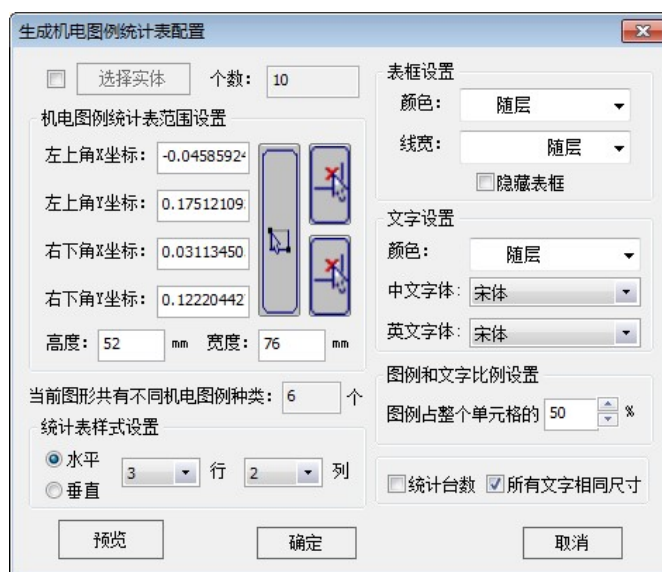 生成机电图例统计表配置
选择实体 个数: 10
机电图例统计表范围设置
左上角X坐标: -0.04585924
左上角Y坐标: 0.17512109
右下角X坐标: 0.03113450
右下角Y坐标: 0.12220442
高度: 52 mm 宽度: 76 mm
当前图形共有不同机电图例种类: 6 个
统计表样式设置
水平
垂直
3 行 2 列
预览 确定 取消
表框设置
颜色: 随层
线宽: 随层
隐藏表框
文字设置
颜色: 随层
中文字体: 宋体
英文字体: 宋体
图例和文字比例设置
图例占整个单元格的 50 %
统计台数 所有文字相同尺寸